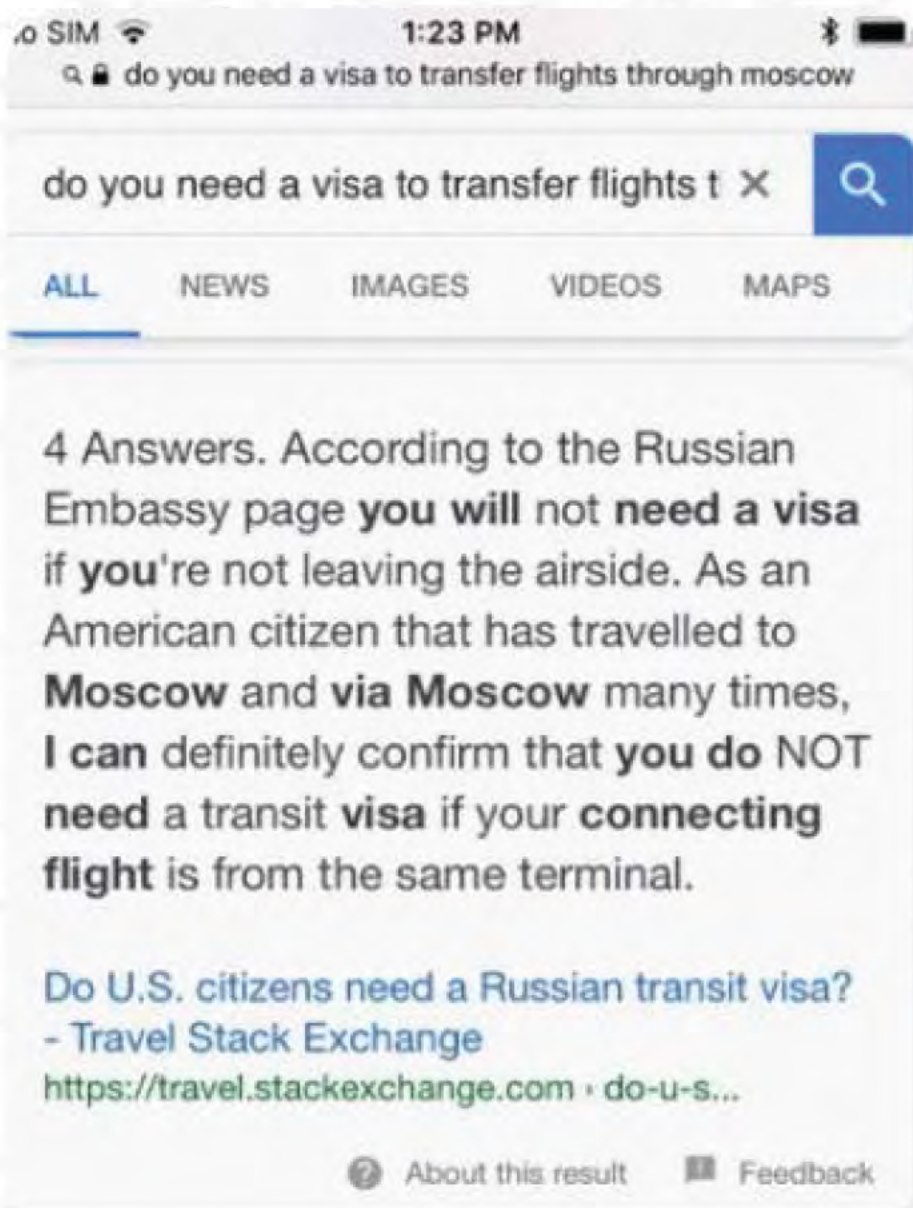 .o SIM 1:23 PM
do you need a visa to transfer flights through moscow
do you need a visa to transfer flights t ×
ALL NEWS IMAGES VIDEOS MAPS
4 Answers. According to the Russian
Embassy page you will not need a visa
if you're not leaving the airside. As an
American citizen that has travelled to
Moscow and via Moscow many times,
I can definitely confirm that you do NOT
need a transit visa if your connecting
flight is from the same terminal.
Do U.S. citizens need a Russian transit visa?
- Travel Stack Exchange
https://travel.stackexchange.com › do-u-s...
? About this result ! Feedback